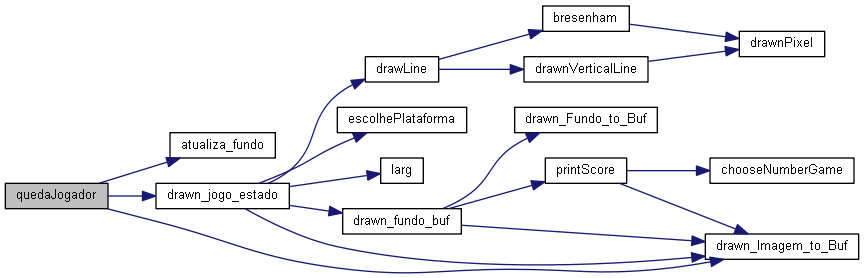 bresenham
drawnPixel
drawLine
drawnVerticalLine
escolhePlataforma
drawn_Fundo_to_Buf
atualiza_fundo
larg
printScore
chooseNumberGame
quedaJogador
drawn_jogo_estado
drawn_fundo_buf
drawn_Imagem_to_Buf